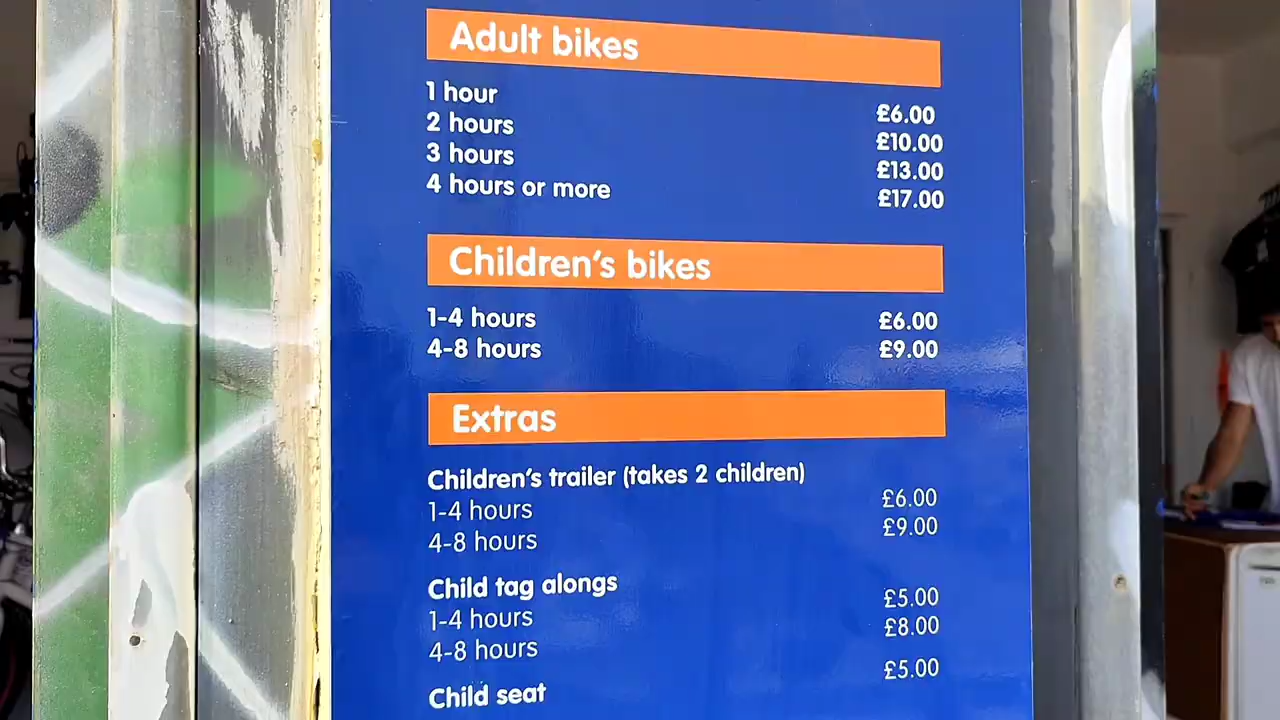 Adult bikes
1 hour £6.00
2 hours £10.00
3 hours £13.00
4 hours or more £17.00
Children's bikes
1-4 hours £6.00
4-8 hours £9.00
Extras
Children's trailer (takes 2 children)
1-4 hours £6.00
4-8 hours £9.00
Child tag alongs
1-4 hours £5.00
4-8 hours £8.00
Child seat £5.00